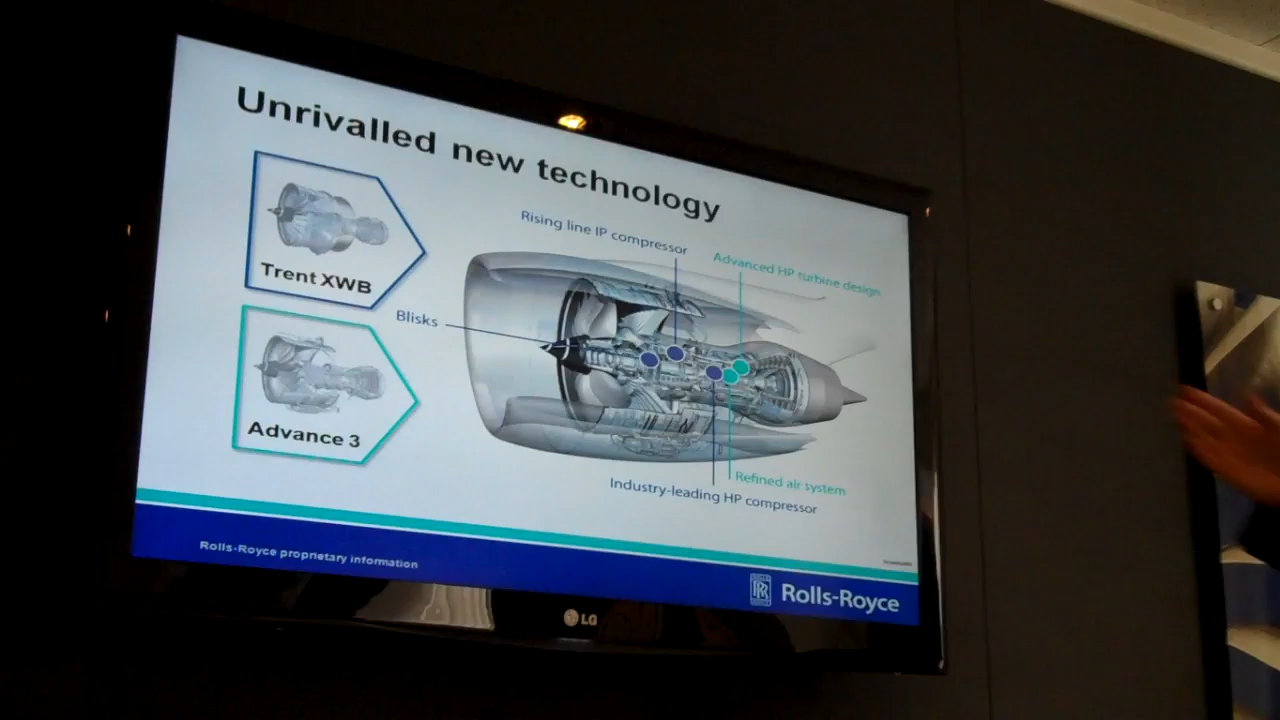 Unrivalled new technology
Trent XWB
Advance 3
Rising line IP compressor
Advanced HP turbine design
Blisks
Refined air system
Industry-leading HP compressor
Rolls-Royce proprietary information
RR Rolls-Royce
LG